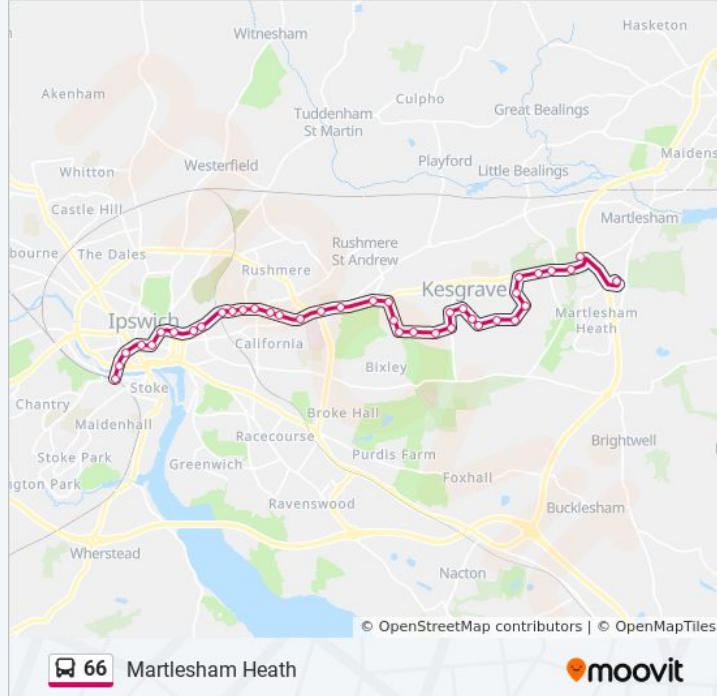 Witnesham
Hasketon
Akenham
Culpho
Great Bealings
Tuddenham
St Martin
Whitton
Westerfield
Playford
Little Bealings
Maidens
Castle Hill
Martlesham
bourne
The Dales
Rushmere
Rushmere
St Andrew
Kesgrave
Ipswich
Martlesham
Heath
California
Bixley
Stoke
Chantry
Maidenhall
Broke Hall
Racecourse
Brightwell
Stoke Park
Greenwich
Purdis Farm
Foxhall
ngton Park
Ravenswood
Bucklesham
Wherstead
Nacton
© OpenStreetMap contributors | © OpenMapTiles
66 Martlesham Heath
moovit